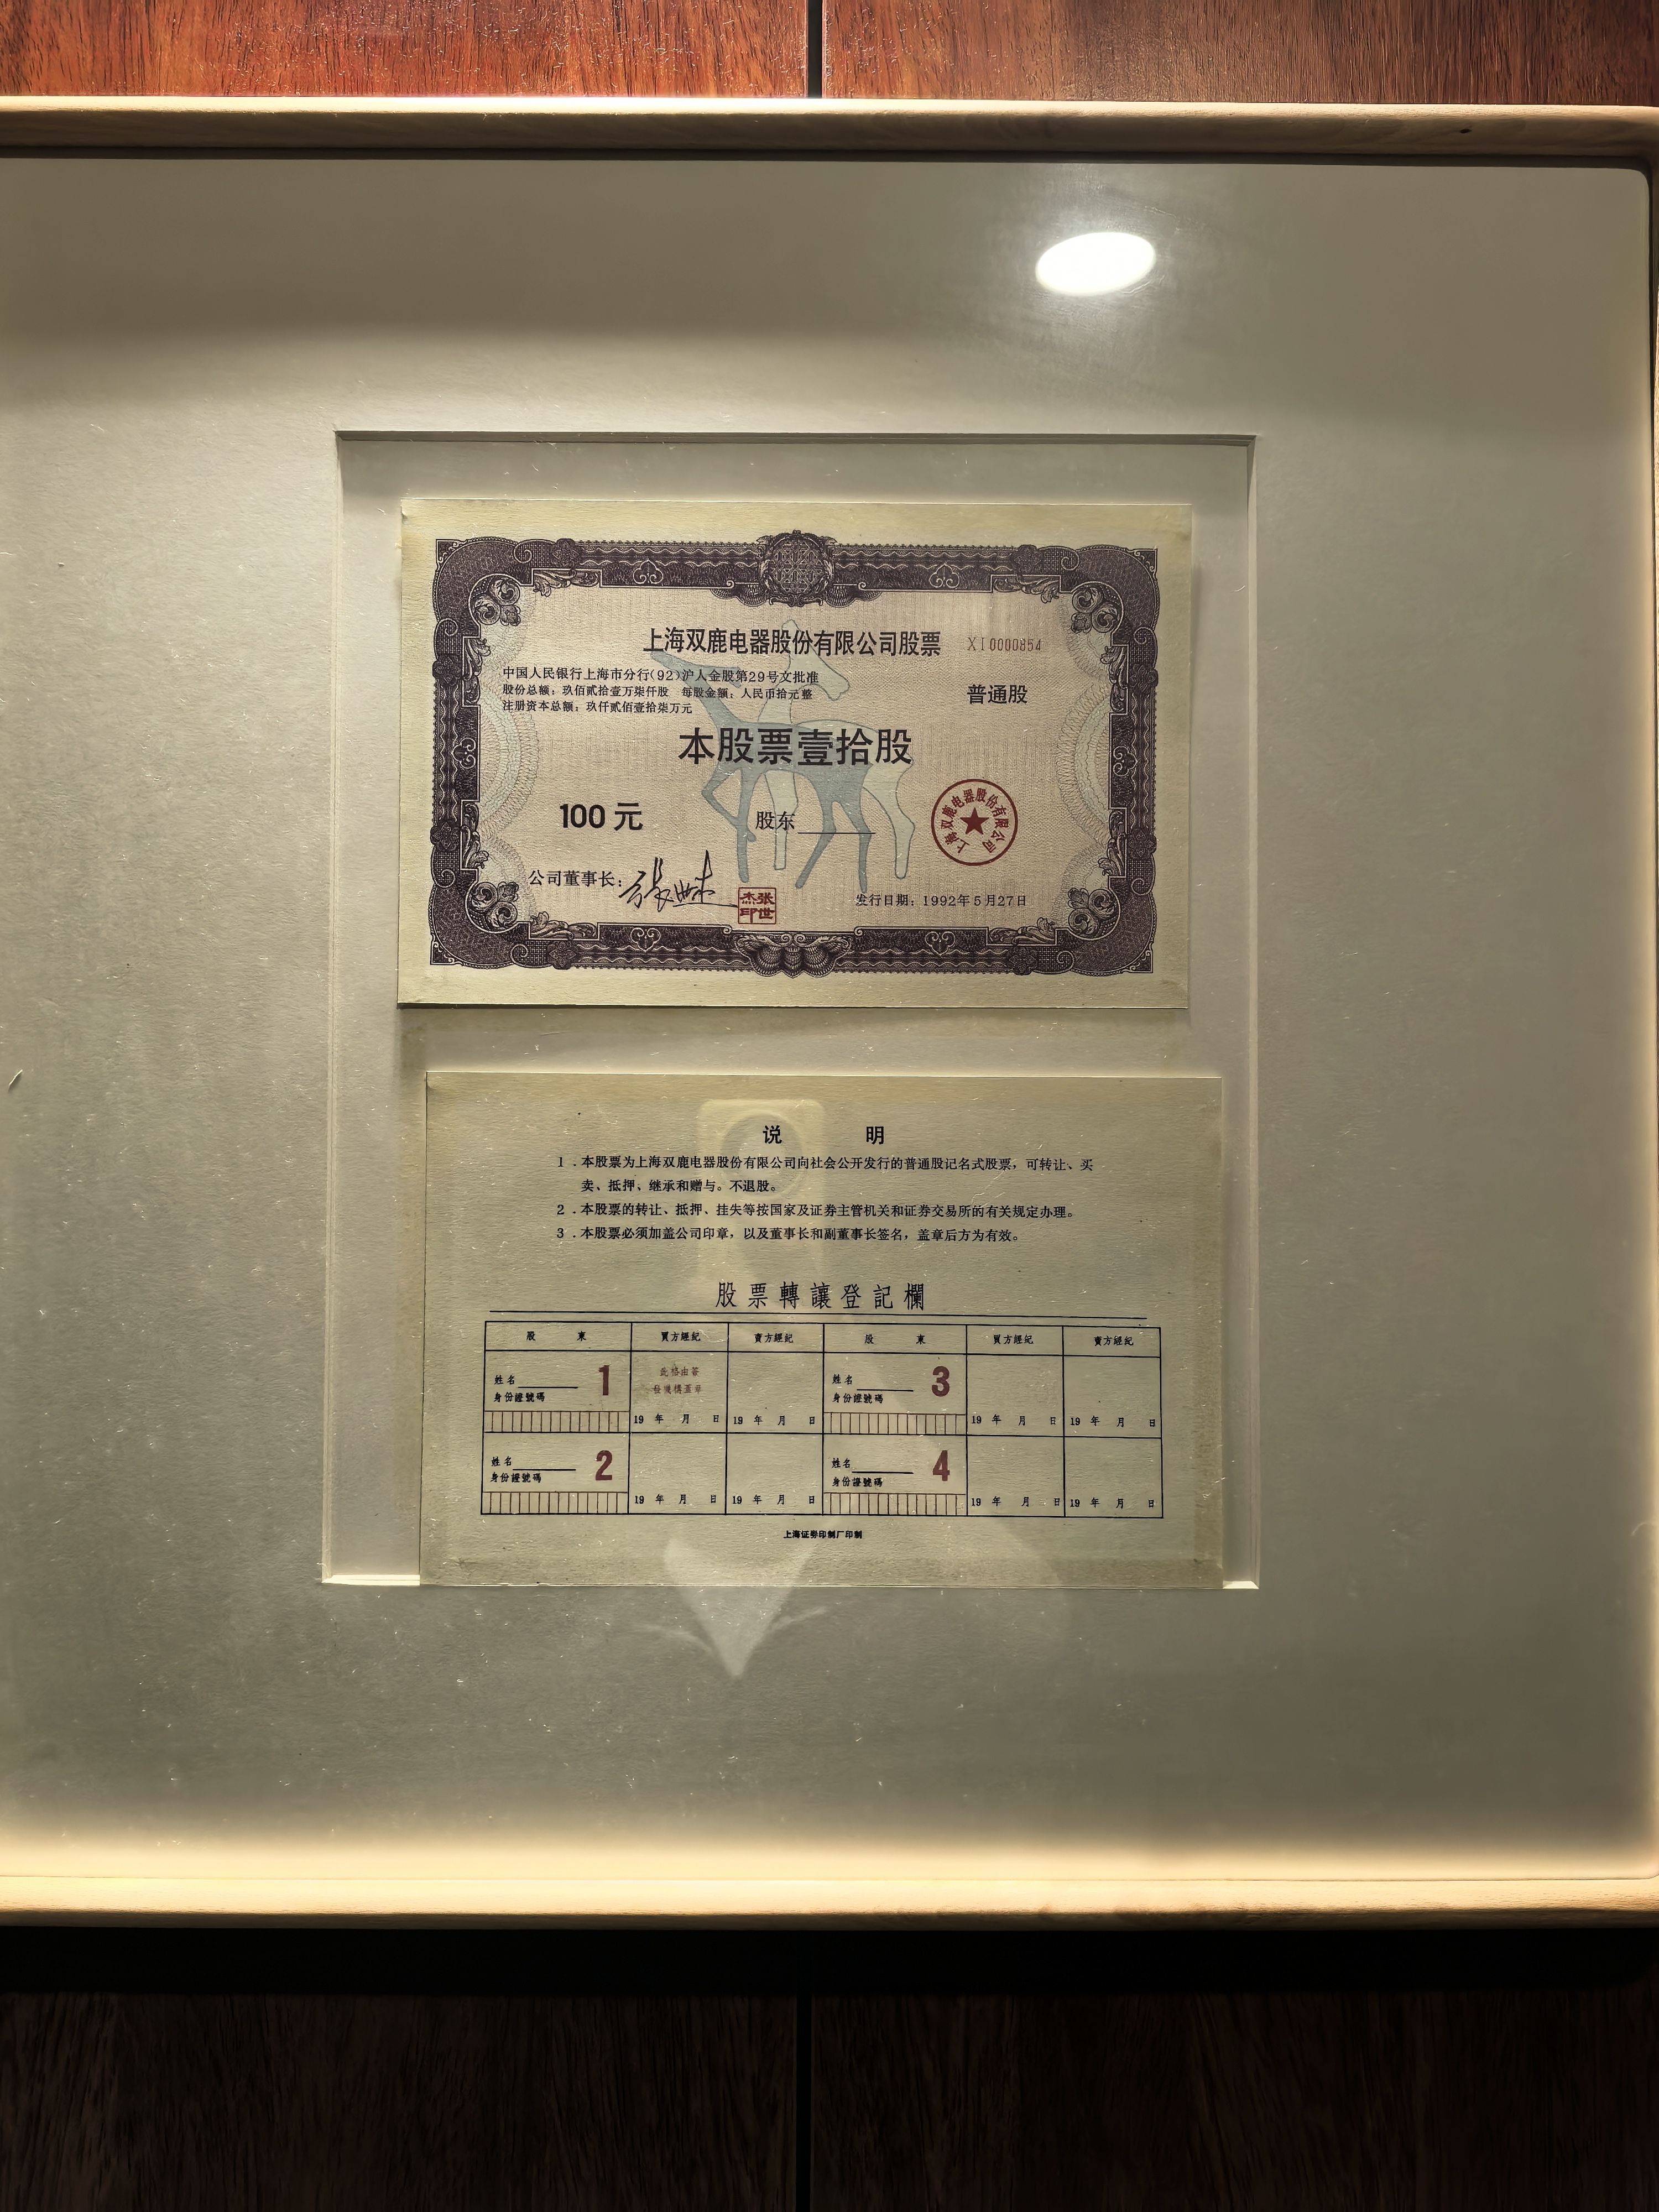 上海双鹿电器股份有限公司股票 XI0000854
中国人民银行上海市分行(92)沪人金股第29号文批准
股份总额：玖佰贰拾壹万柒仟股 每股金额：人民币拾元整
普通股
注册资本总额：玖仟贰佰壹拾柒万元
本股票壹拾股
100元
股东
上海双鹿电器股份有限公司
公司董事长：
张世杰印
发行日期：1992年5月27日
说 明
1．本股票为上海双鹿电器股份有限公司向社会公开发行的普通股记名式股票，可转让、买
卖、抵押、继承和赠与。不退股。
2．本股票的转让、抵押、挂失等按国家及证券主管机关和证券交易所的有关规定办理。
3．本股票必须加盖公司印章，以及董事长和副董事长签名，盖章后方为有效。
股票轉讓登記欄
股 東 買方經紀 賣方經紀 股 東 買方經紀 賣方經紀
姓名 1 此格由簽 姓名 3
身份證號碼 發機構蓋章 身份證號碼
19 年 月 日 19 年 月 日 19 年 月 日 19 年 月 日
姓名 2 姓名 4
身份證號碼 身份證號碼
19 年 月 日 19 年 月 日 19 年 月 日 19 年 月 日
上海证券印制厂印制